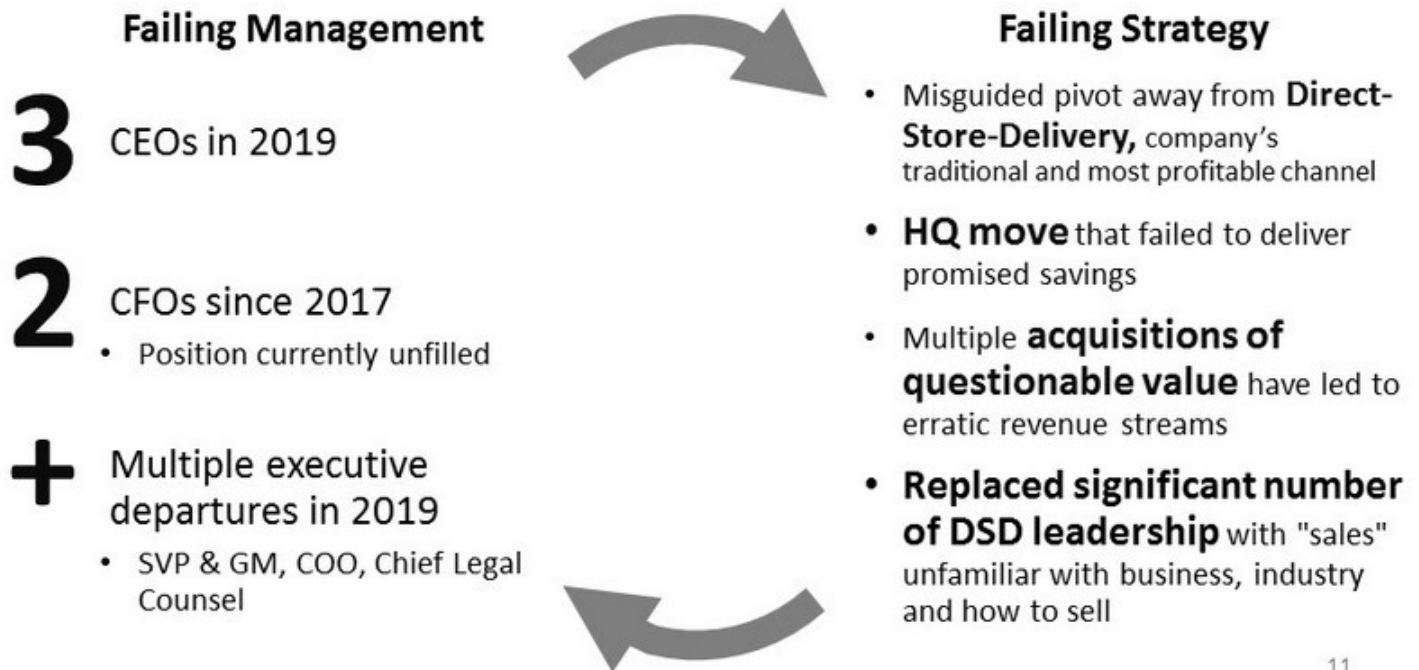 Failing Management
3
CEOs in 2019
2
CFOs since 2017
• Position currently unfilled
+
Multiple executive
departures in 2019
• SVP & GM, COO, Chief Legal
Counsel
Failing Strategy
• Misguided pivot away from Direct-
Store-Delivery, company's
traditional and most profitable channel
• HQ move that failed to deliver
promised savings
• Multiple acquisitions of
questionable value have led to
erratic revenue streams
• Replaced significant number
of DSD leadership with "sales"
unfamiliar with business, industry
and how to sell
11